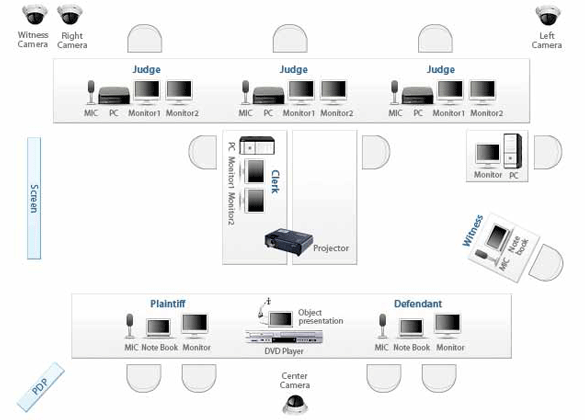 Witness
Camera
Right
Camera
Left
Camera
Judge
MIC PC Monitor1 Monitor2
Judge
MIC PC Monitor1 Monitor2
Judge
MIC PC Monitor1 Monitor2
Screen
PC Monitor1 Monitor2
Clerk
Projector
Monitor PC
Witness
MIC
Note
book
Plaintiff
MIC Note Book Monitor
Object
presentation
DVD Player
Defendant
MIC Note Book Monitor
PDP
Center
Camera